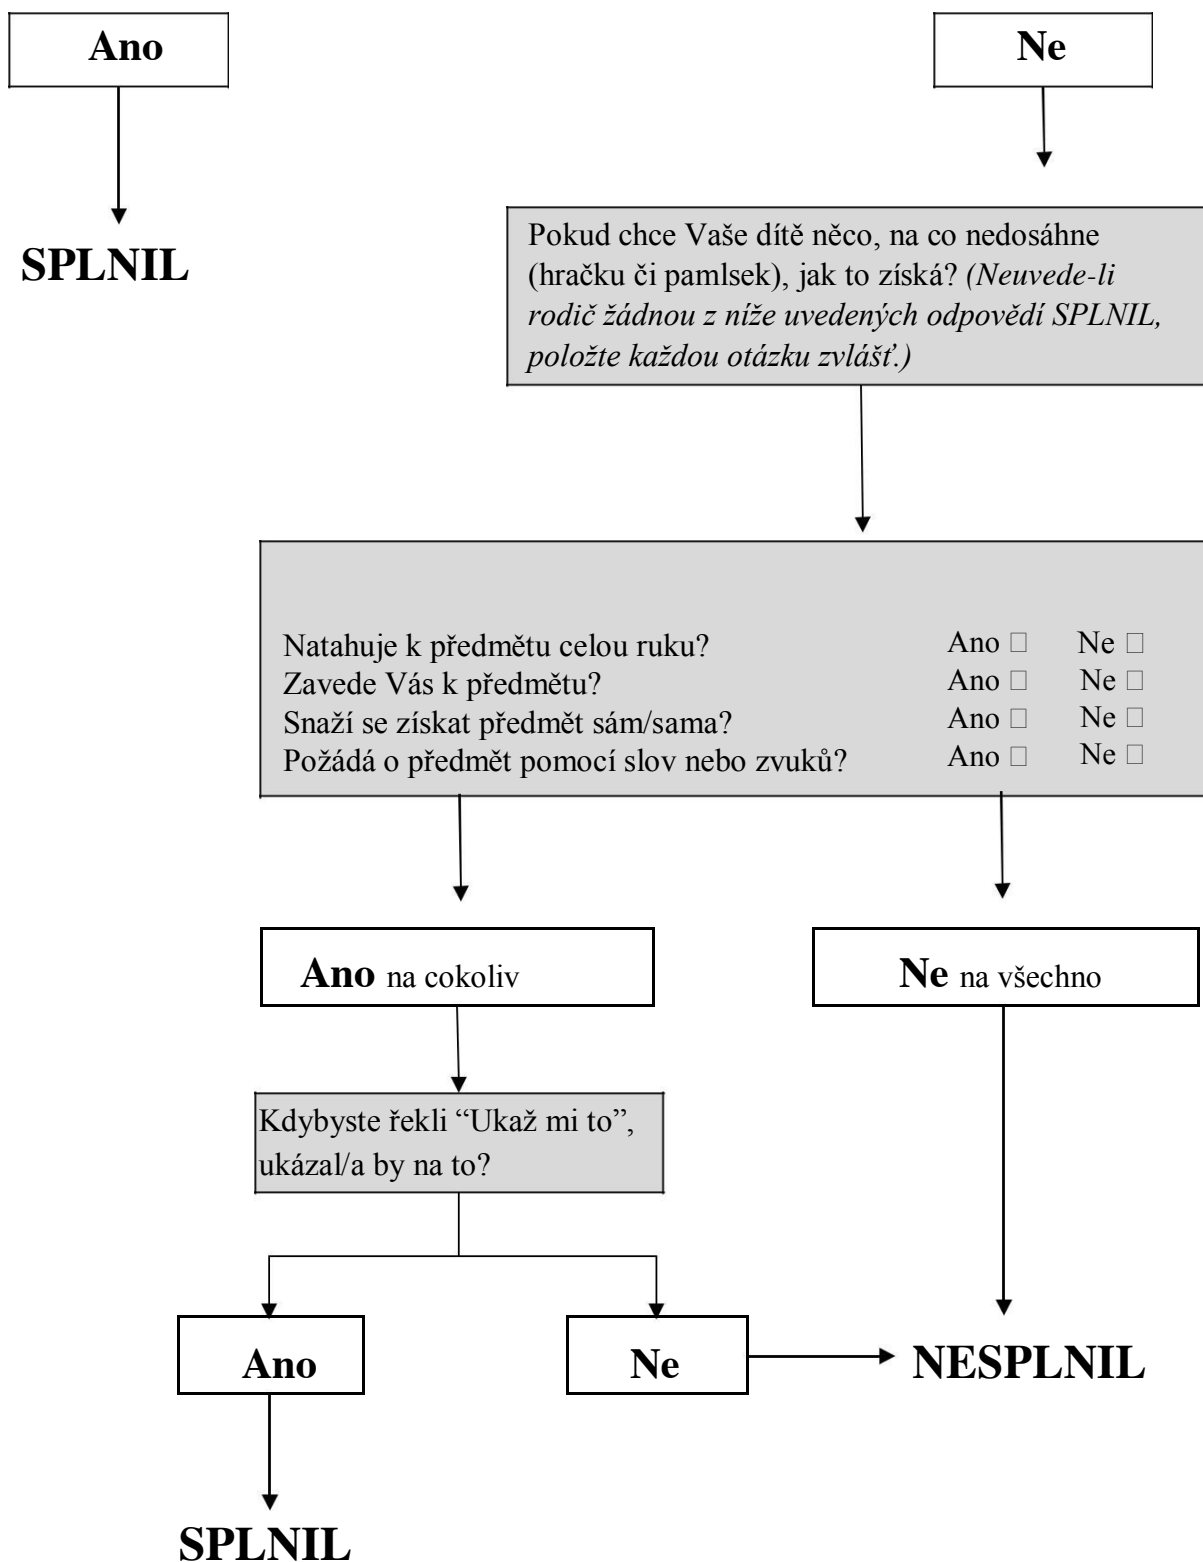 Ano
Ne
SPLNIL
Pokud chce Vaše dítě něco, na co nedosáhne
(hračku či pamlsek), jak to získá? (Neuvede-li
rodič žádnou z níže uvedených odpovědí SPLNIL,
položte každou otázku zvlášť.)
Natahuje k předmětu celou ruku? Ano □ Ne □
Zavede Vás k předmětu? Ano □ Ne □
Snaží se získat předmět sám/sama? Ano □ Ne □
Požádá o předmět pomocí slov nebo zvuků? Ano □ Ne □
Ano na cokoliv
Ne na všechno
Kdybyste řekli “Ukaž mi to”,
ukázal/a by na to?
Ano
Ne
NESPLNIL
SPLNIL